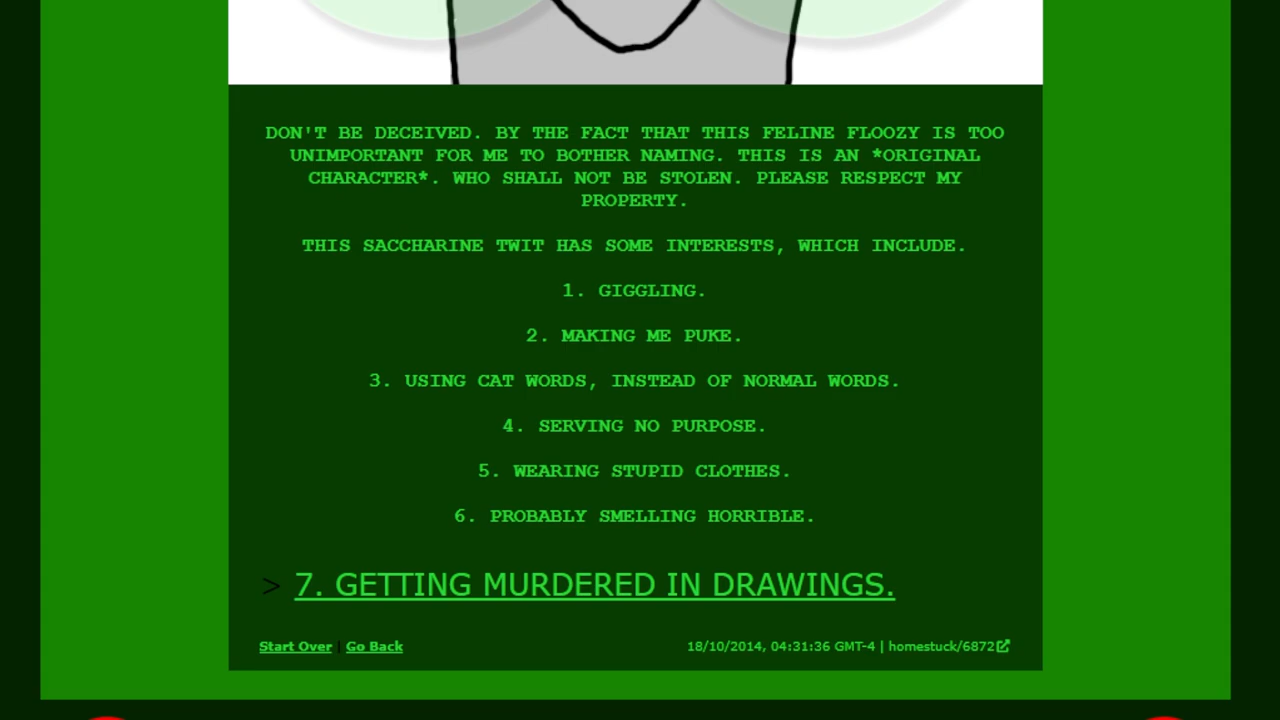 DON'T BE DECEIVED. BY THE FACT THAT THIS FELINE FLOOZY IS TOO
UNIMPORTANT FOR ME TO BOTHER NAMING. THIS IS AN *ORIGINAL
CHARACTER*. WHO SHALL NOT BE STOLEN. PLEASE RESPECT MY
PROPERTY.
THIS SACCHARINE TWIT HAS SOME INTERESTS, WHICH INCLUDE.
1. GIGGLING.
2. MAKING ME PUKE.
3. USING CAT WORDS, INSTEAD OF NORMAL WORDS.
4. SERVING NO PURPOSE.
5. WEARING STUPID CLOTHES.
6. PROBABLY SMELLING HORRIBLE.
> 7. GETTING MURDERED IN DRAWINGS.
Start Over | Go Back 18/10/2014, 04:31:36 GMT-4 | homestuck/6872